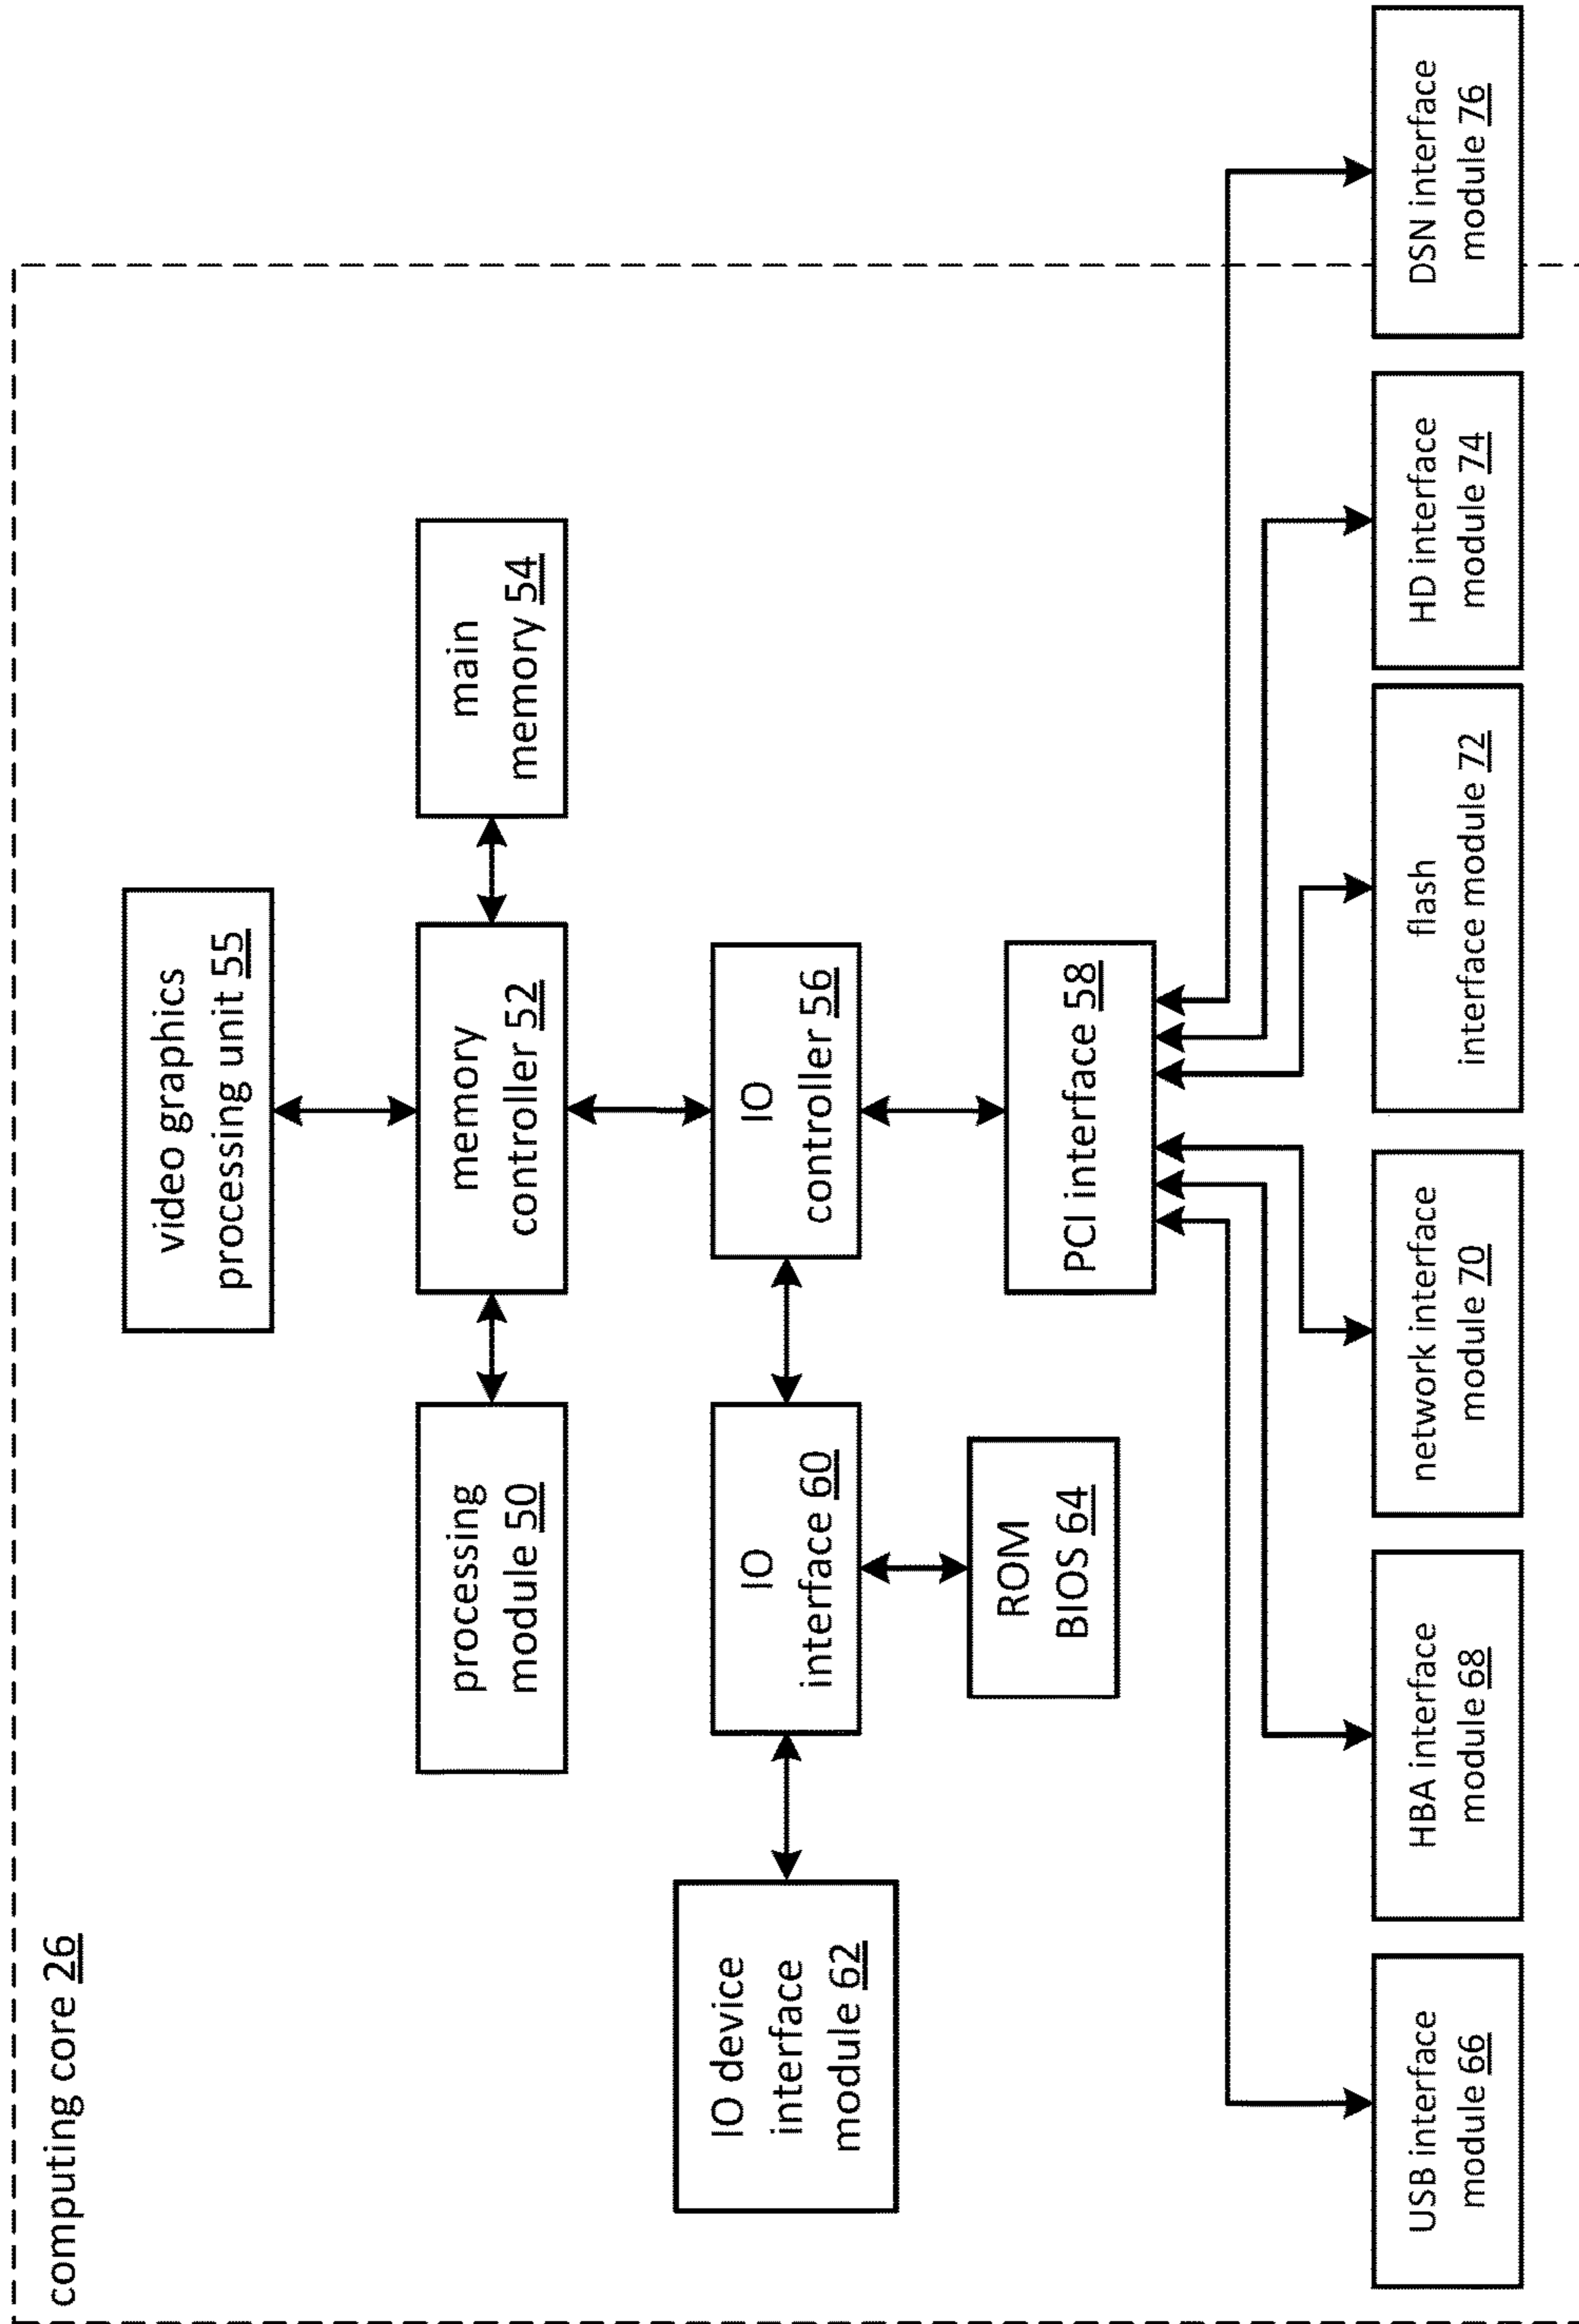 computing core 26
video graphics
processing unit 55
processing
module 50
memory
controller 52
main
memory 54
IO device
interface
module 62
IO
interface 60
IO
controller 56
ROM
BIOS 64
PCI interface 58
USB interface
module 66
HBA interface
module 68
network interface
module 70
flash
interface module 72
HD interface
module 74
DSN interface
module 76